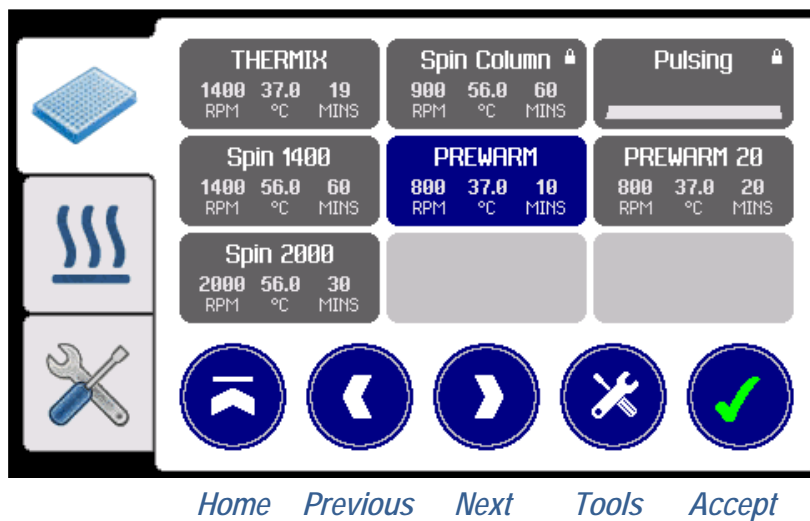 THERMIX
1400 37.0 19
RPM °C MINS
Spin Column
900 56.0 60
RPM °C MINS
Pulsing
Spin 1400
1400 56.0 60
RPM °C MINS
PREWARM
800 37.0 10
RPM °C MINS
PREWARM 20
800 37.0 20
RPM °C MINS
Spin 2000
2000 56.0 30
RPM °C MINS
Home Previous Next Tools Accept